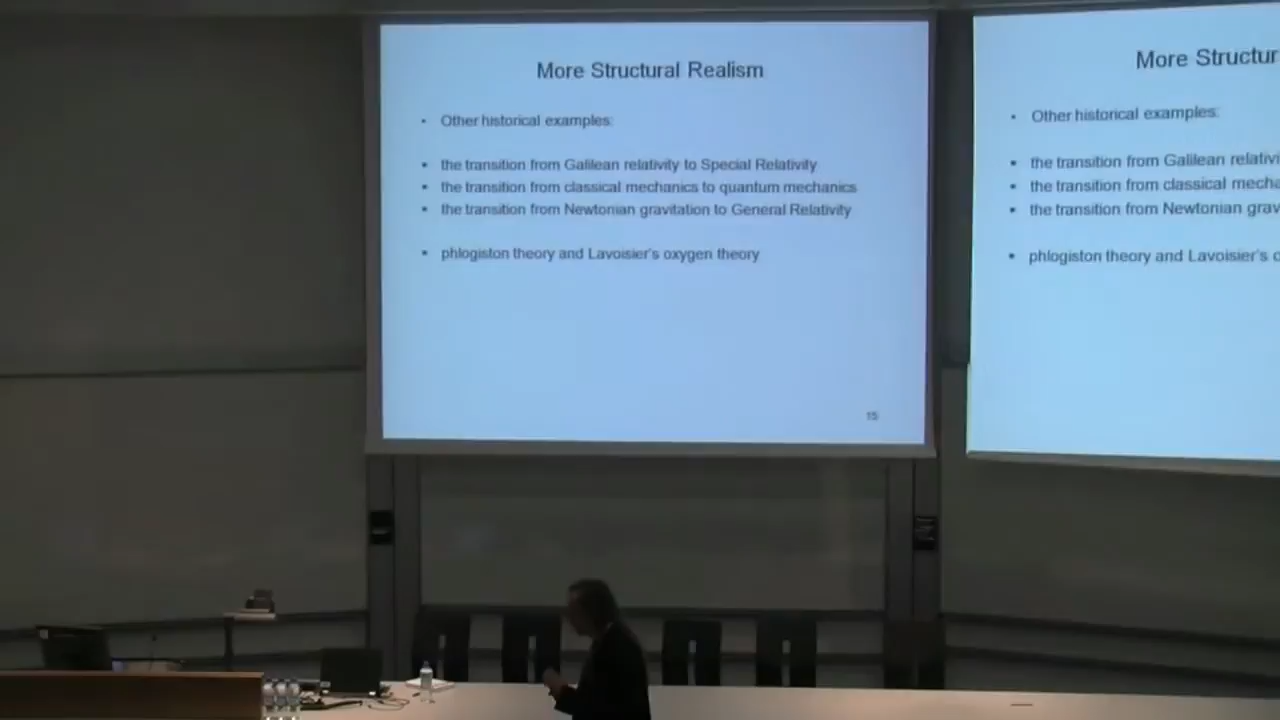 More Structural Realism
• Other historical examples:
• the transition from Galilean relativity to Special Relativity
• the transition from classical mechanics to quantum mechanics
• the transition from Newtonian gravitation to General Relativity
• phlogiston theory and Lavoisier's oxygen theory
15
More Structur
• Other historical examples:
• the transition from Galilean relativi
• the transition from classical mecha
• the transition from Newtonian grav
• phlogiston theory and Lavoisier's o